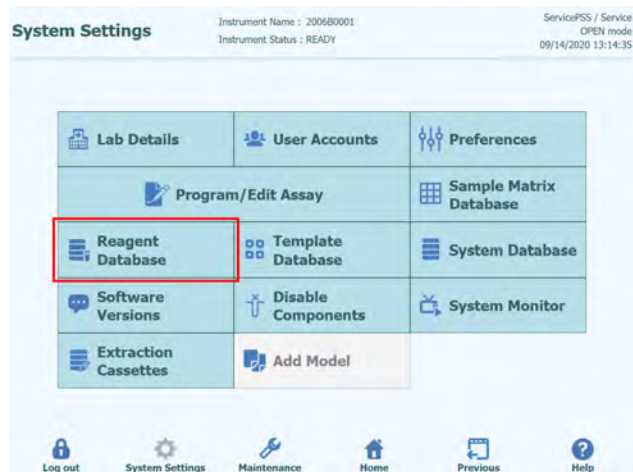 System Settings
Instrument Name : 200680001
Instrument Status : READY
ServicePSS / Service
OPEN mode
09/14/2020 13:14:35
Lab Details
User Accounts
Preferences
Program/Edit Assay
Sample Matrix
Database
Reagent
Database
Template
Database
System Database
Software
Versions
Disable
Components
System Monitor
Extraction
Cassettes
Add Model
Log out
System Settings
Maintenance
Home
Previous
Help